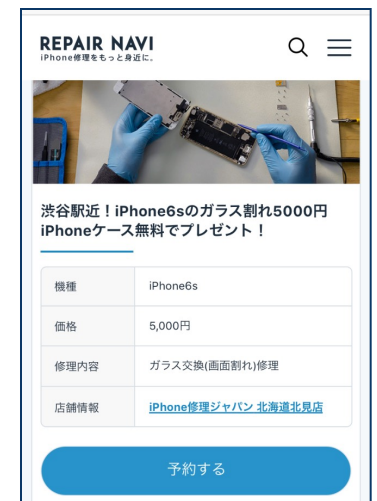 REPAIR NAVI
iPhone修理をもっと身近に。
渋谷駅近！iPhone6sのガラス割れ5000円
iPhoneケース無料でプレゼント！
機種 iPhone6s
価格 5,000円
修理内容 ガラス交換(画面割れ)修理
店舗情報 iPhone修理ジャパン 北海道北見店
予約する